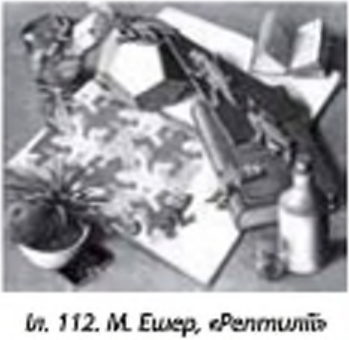 Іл. 112. М. Ешер, «Рептилії»